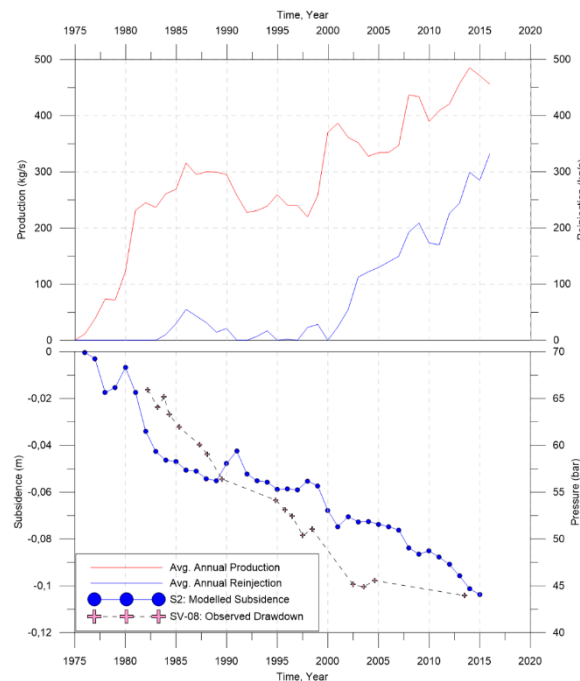 Time, Year
1975 1980 1985 1990 1995 2000 2005 2010 2015 2020
500 500
400 400
300 300
200 200
100 100
0 0
Production (kg/s)
0 70
-0,02 65
-0,04 60
-0,06 55
50
-0,08
-0,1 45
-0,12 40
Subsidence (m)
Pressure (bar)
Avg. Annual Production
Avg. Annual Reinjection
S2: Modelled Subsidence
SV-08: Observed Drawdown
1975 1980 1985 1990 1995 2000 2005 2010 2015 2020
Time, Year